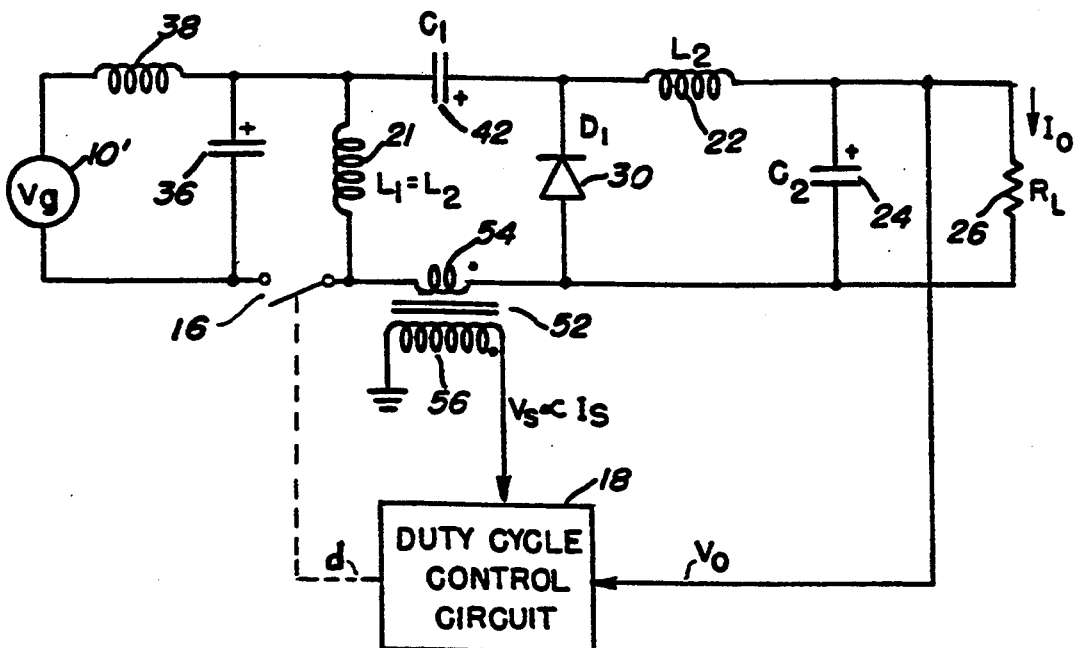 38
C1
L2
+
42
22
10'
Vg
+
36
21
L1=L2
D1
30
+
C2
24
IO
26
RL
54
16
52
56
VS∝ IS
18
DUTY CYCLE
CONTROL
CIRCUIT
d
VO